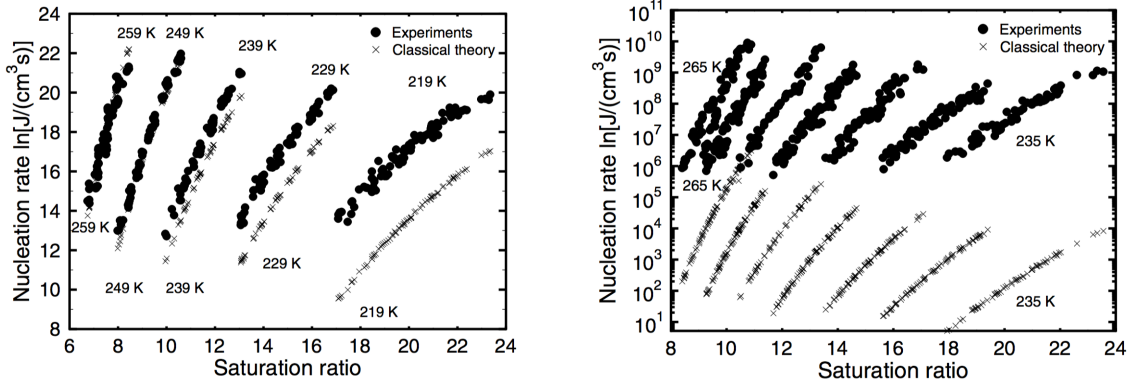 24
22
20
18
16
14
12
10
8
Nucleation rate ln[J/(cm³s)]
259 K 249 K
239 K
229 K
219 K
Experiments
Classical theory
259 K
249 K 239 K
229 K
219 K
6 8 10 12 14 16 18 20 22 24
Saturation ratio
10¹⁰
10⁹
10⁸
10⁷
10⁶
10⁵
10⁴
10³
10²
10¹
Nucleation rate ln[J/(cm³s)]
Experiments
Classical theory
265 K
235 K
265 K
235 K
8 10 12 14 16 18 20 22 24
Saturation ratio